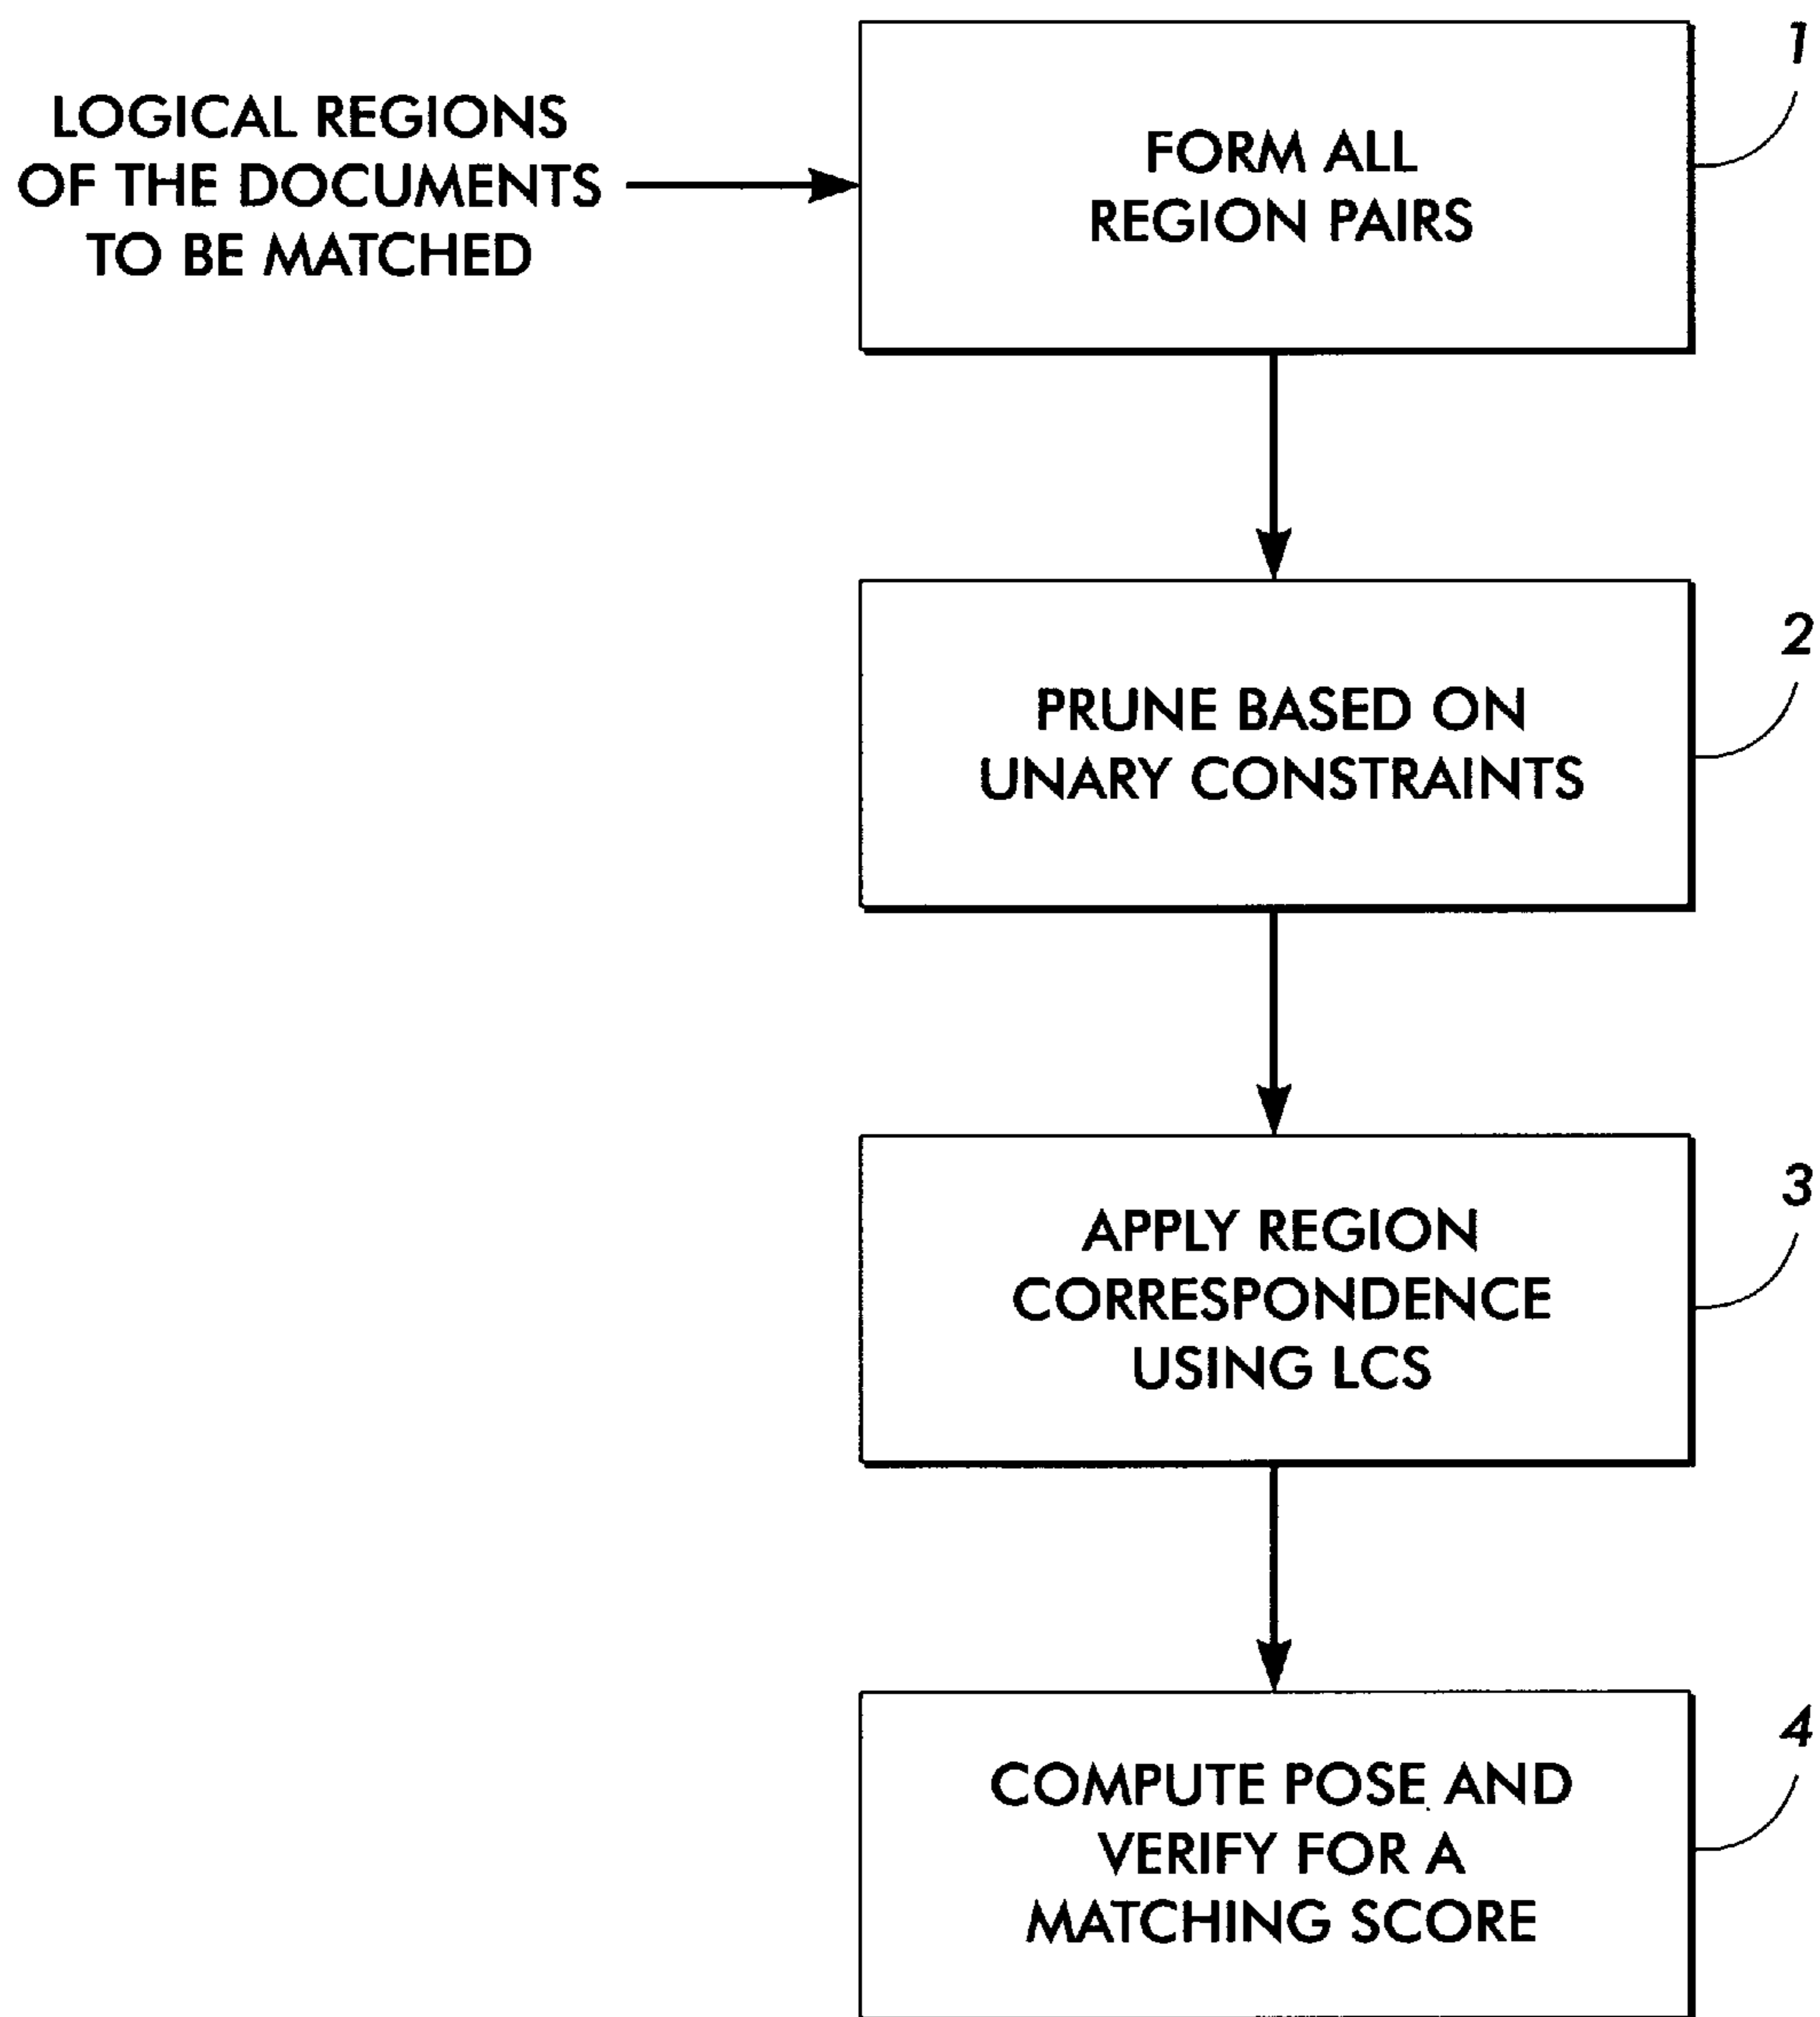 1
LOGICAL REGIONS
OF THE DOCUMENTS
TO BE MATCHED
FORM ALL
REGION PAIRS
2
PRUNE BASED ON
UNARY CONSTRAINTS
3
APPLY REGION
CORRESPONDENCE
USING LCS
4
COMPUTE POSE AND
VERIFY FOR A
MATCHING SCORE